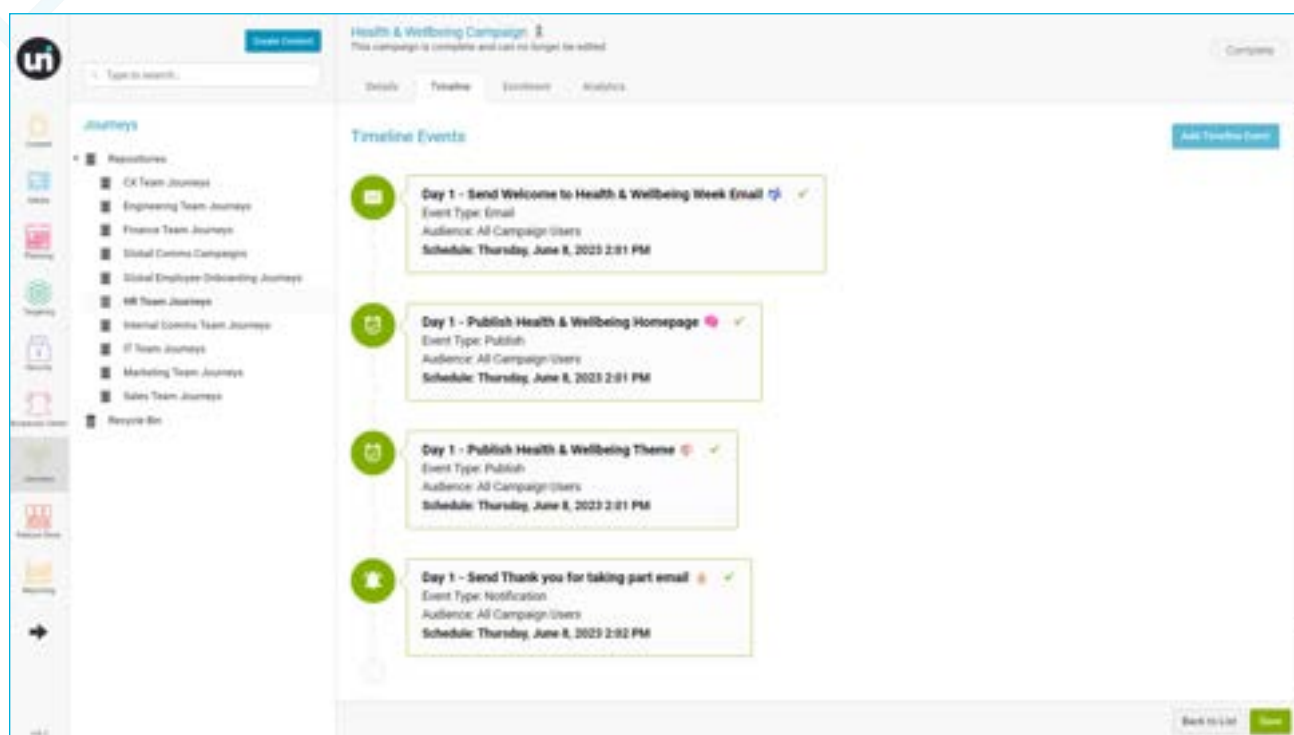 uni
Create Content
Type to search...
Journeys
Repositories
CX Team Journeys
Engineering Team Journeys
Finance Team Journeys
Global Comms Campaigns
Global Employee Onboarding Journeys
HR Team Journeys
Internal Comms Team Journeys
IT Team Journeys
Marketing Team Journeys
Sales Team Journeys
Recycle Bin
Health & Wellbeing Campaign
This campaign is complete and can no longer be edited
Complete
Details Timeline Enrolment Analytics
Timeline Events
Add Timeline Event
Day 1 - Send Welcome to Health & Wellbeing Week Email
Event Type: Email
Audience: All Campaign Users
Schedule: Thursday, June 8, 2023 2:01 PM
Day 1 - Publish Health & Wellbeing Homepage
Event Type: Publish
Audience: All Campaign Users
Schedule: Thursday, June 8, 2023 2:01 PM
Day 1 - Publish Health & Wellbeing Theme
Event Type: Publish
Audience: All Campaign Users
Schedule: Thursday, June 8, 2023 2:01 PM
Day 1 - Send Thank you for taking part email
Event Type: Notification
Audience: All Campaign Users
Schedule: Thursday, June 8, 2023 2:02 PM
Back to List
Save